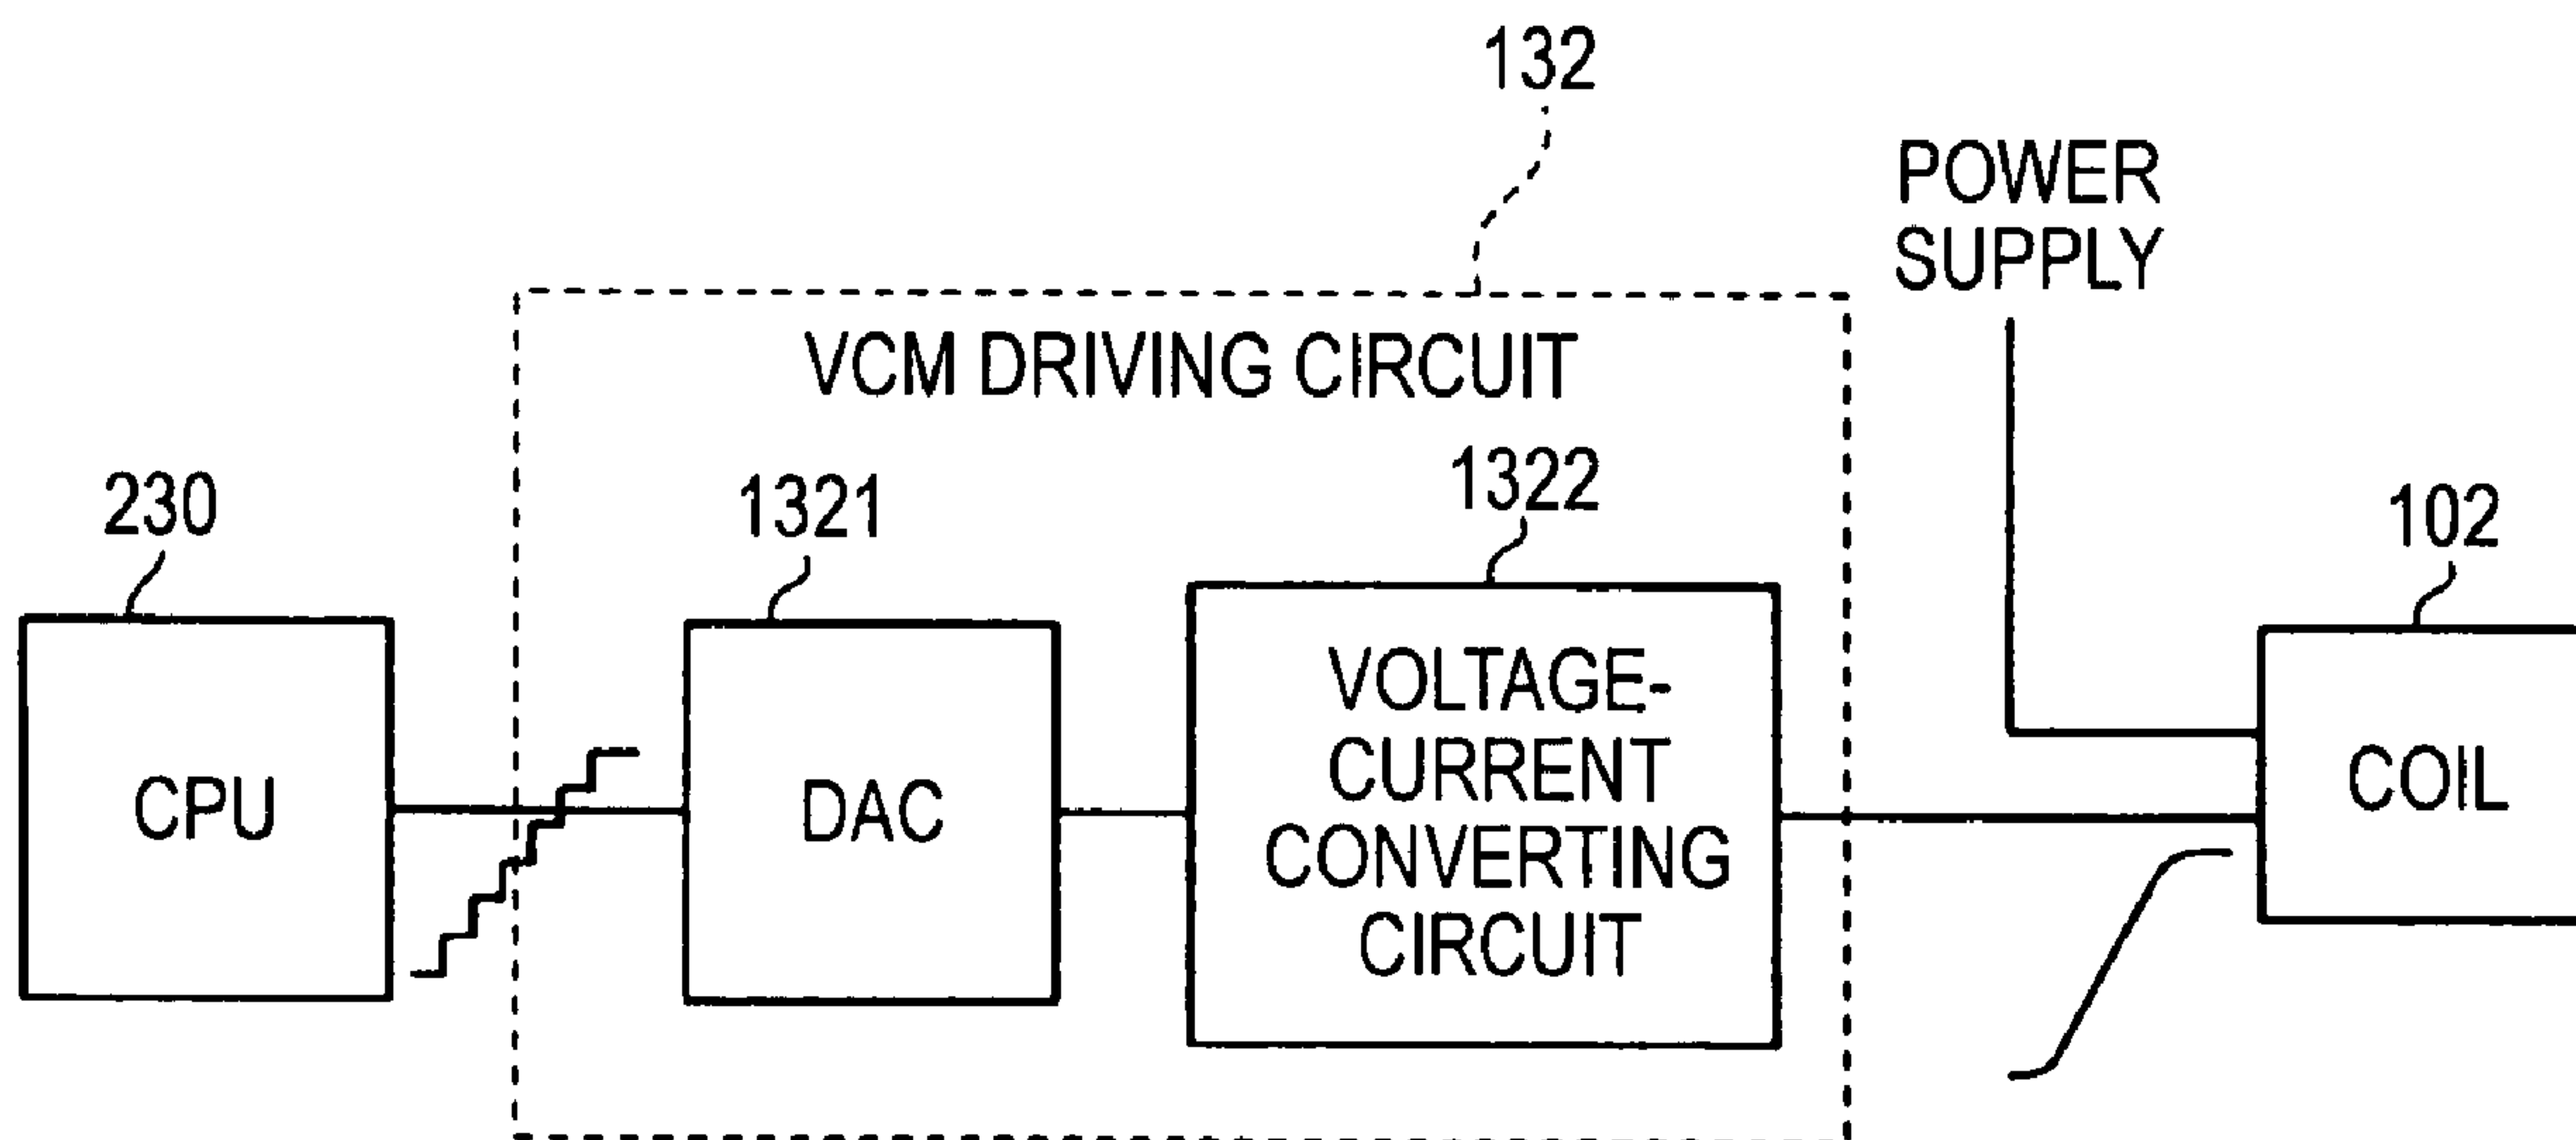 132
POWER
SUPPLY
VCM DRIVING CIRCUIT
230
1321
1322
102
CPU
DAC
VOLTAGE-
CURRENT
CONVERTING
CIRCUIT
COIL